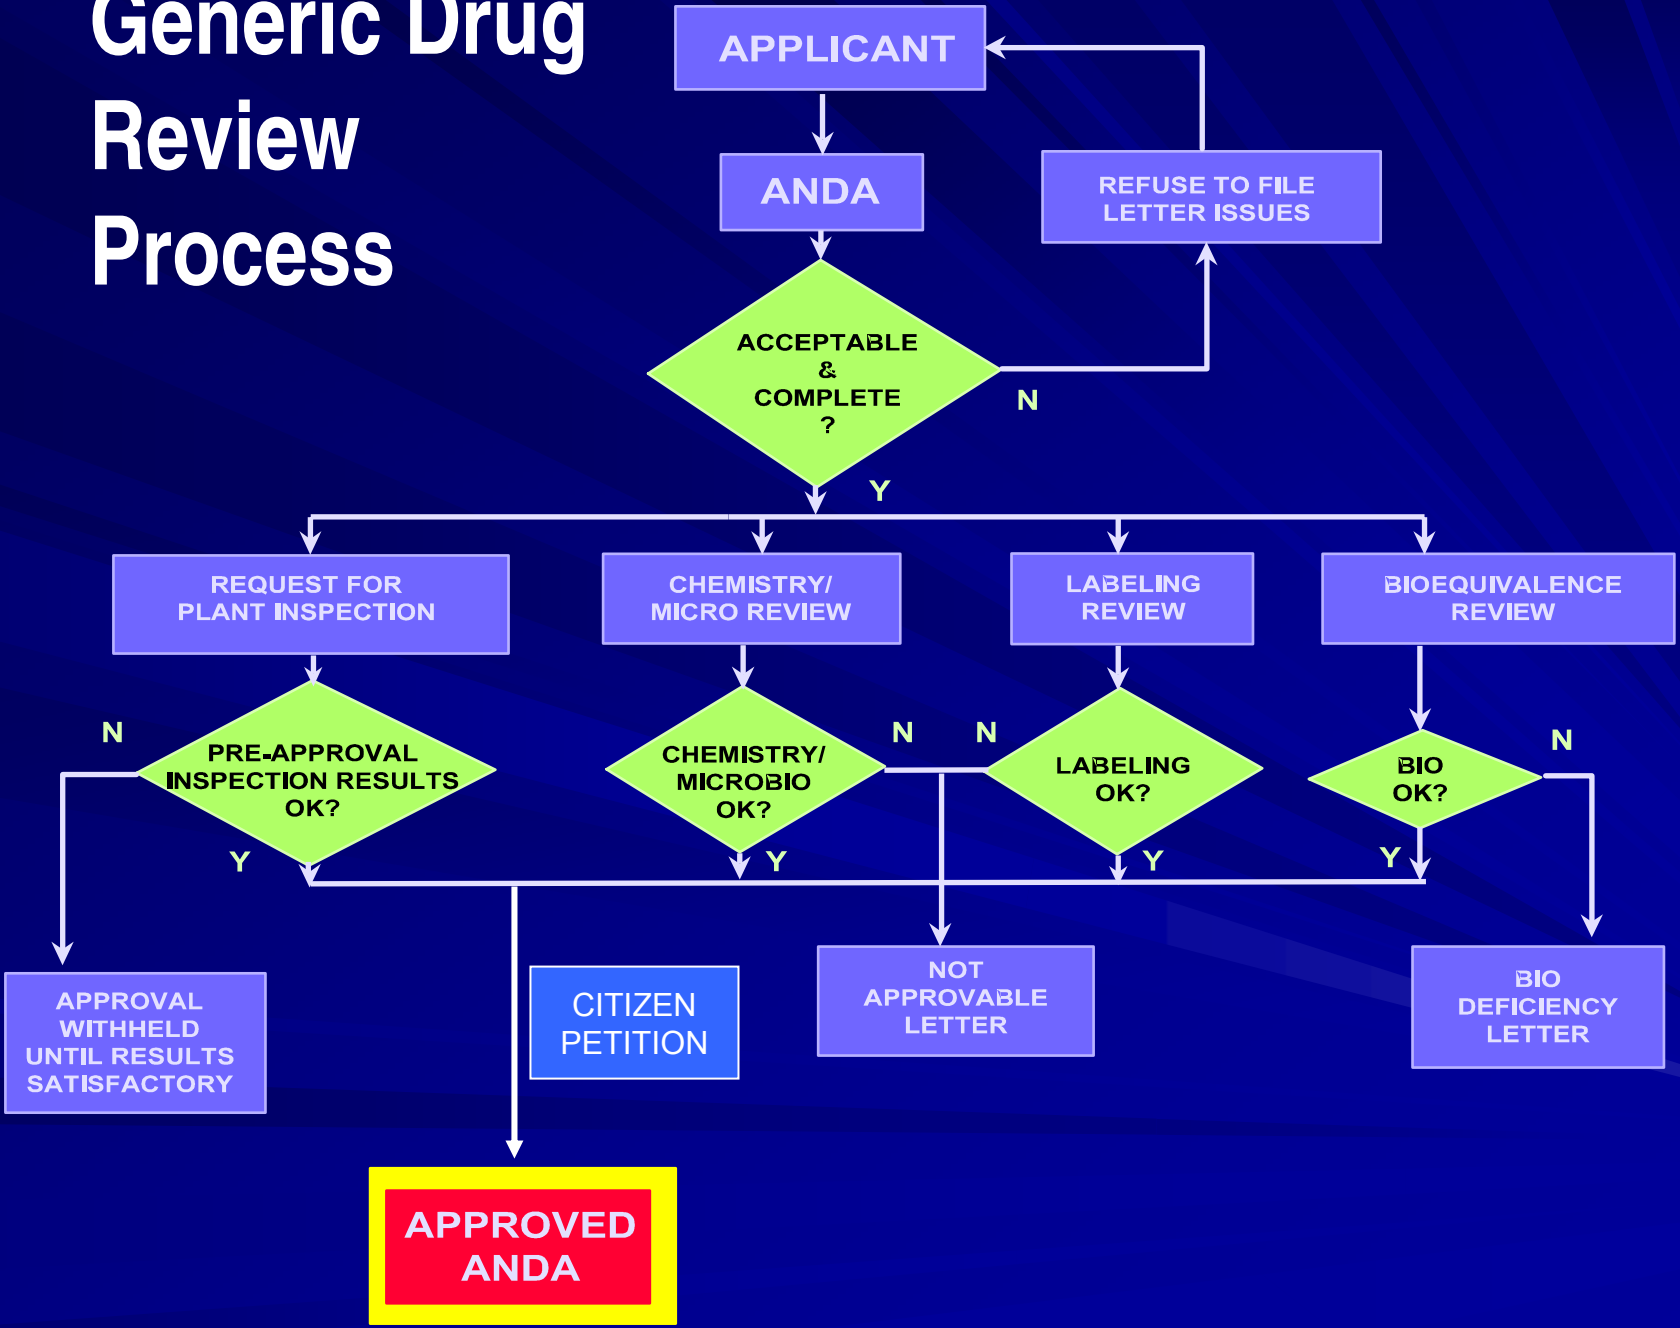 Generic Drug
Review
Process
APPLICANT
ANDA
REFUSE TO FILE
LETTER ISSUES
ACCEPTABLE
&
COMPLETE
?
N
Y
REQUEST FOR
PLANT INSPECTION
CHEMISTRY/
MICRO REVIEW
LABELING
REVIEW
BIOEQUIVALENCE
REVIEW
N
PRE-APPROVAL
INSPECTION RESULTS
OK?
Y
CHEMISTRY/
MICROBIO
OK?
N
Y
N
LABELING
OK?
Y
BIO
OK?
N
Y
APPROVAL
WITHHELD
UNTIL RESULTS
SATISFACTORY
CITIZEN
PETITION
NOT
APPROVABLE
LETTER
BIO
DEFICIENCY
LETTER
APPROVED
ANDA